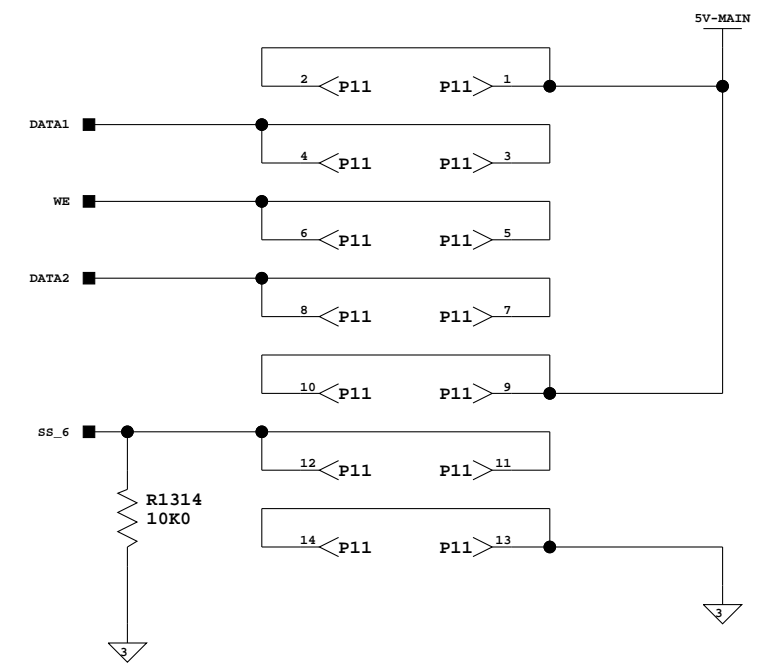 5V-MAIN
2 P11 P11 1
DATA1
4 P11 P11 3
WE
6 P11 P11 5
DATA2
8 P11 P11 7
10 P11 P11 9
SS_6
12 P11 P11 11
R1314
10K0
14 P11 P11 13
3
3